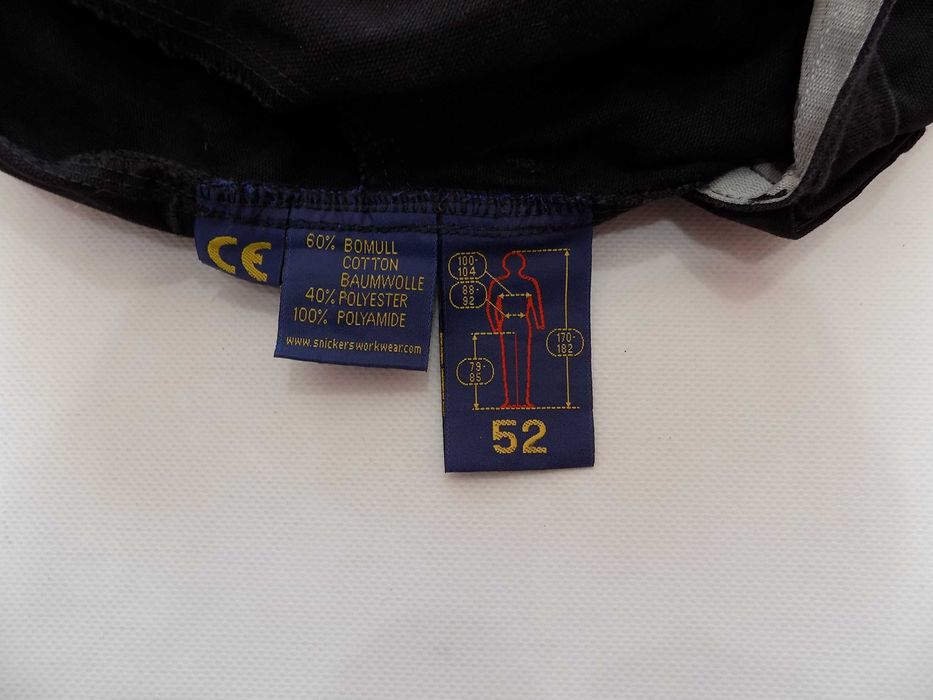 CE
60% BOMULL
COTTON
BAUMWOLLE
40% POLYESTER
100% POLYAMIDE
www.snickersworkwear.com
100-
104
88-
92
170-
182
79-
85
52